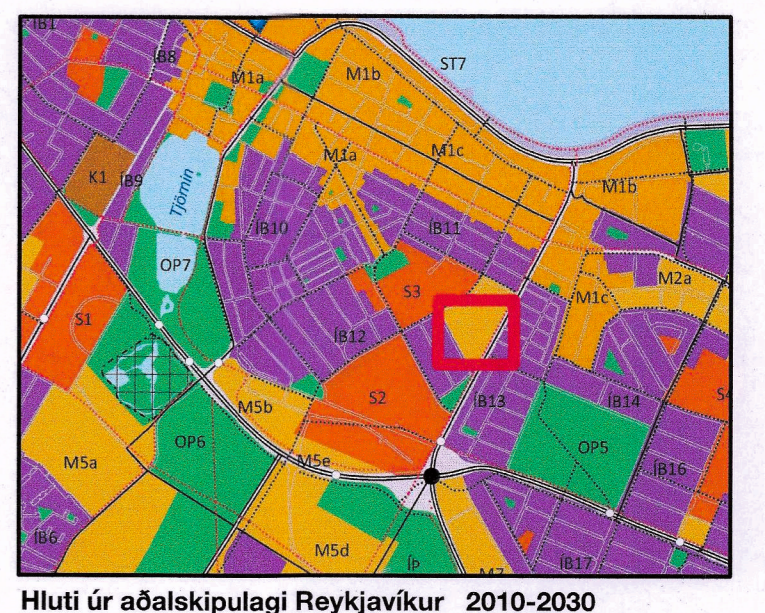 ÍB1
B8
M1a
M1b
ST7
M1a
M1c
M1b
K1
ÍB9
Tjörnin
ÍB10
ÍB11
OP7
S3
M1c
M2a
S1
ÍB12
S2
ÍB13
ÍB14
S4
M5b
OP6
M5e
OP5
M5a
ÍB16
ÍB6
M5d
ÍÞ
M7
ÍB17
Hluti úr aðalskipulagi Reykjavíkur 2010-2030